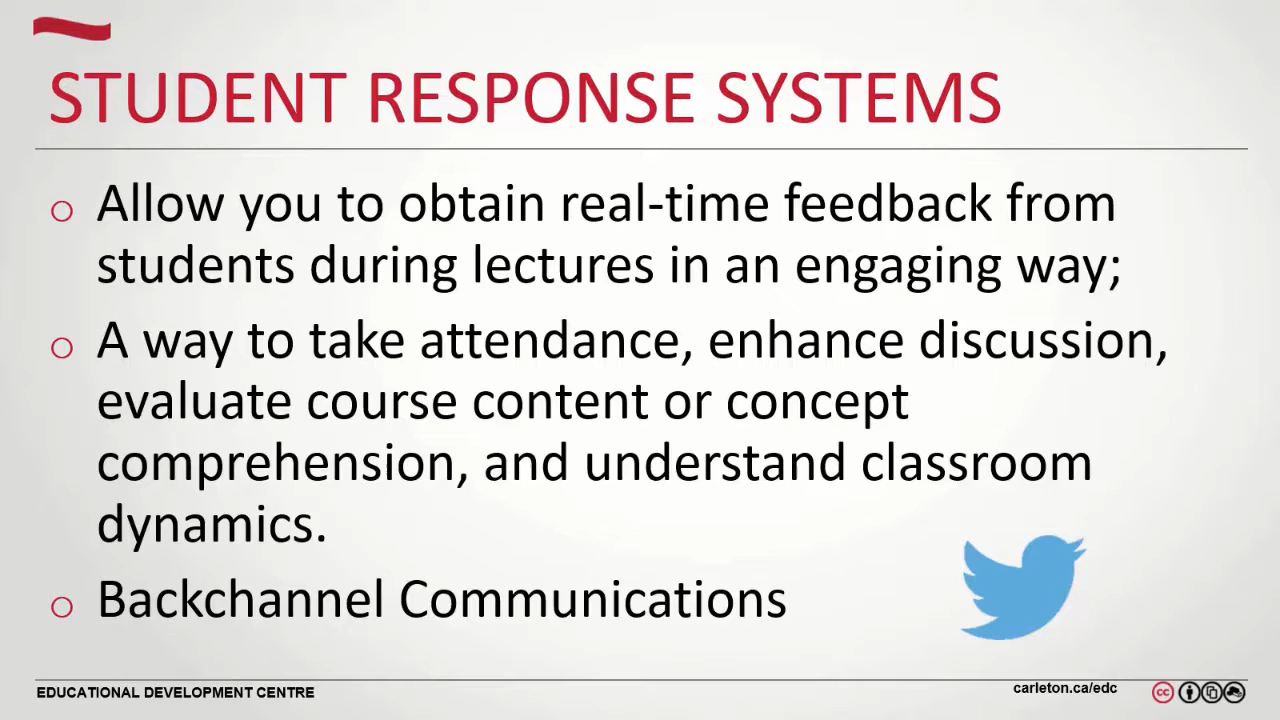 STUDENT RESPONSE SYSTEMS
o Allow you to obtain real-time feedback from
students during lectures in an engaging way;
o A way to take attendance, enhance discussion,
evaluate course content or concept
comprehension, and understand classroom
dynamics.
o Backchannel Communications
EDUCATIONAL DEVELOPMENT CENTRE
carleton.ca/edc
cc